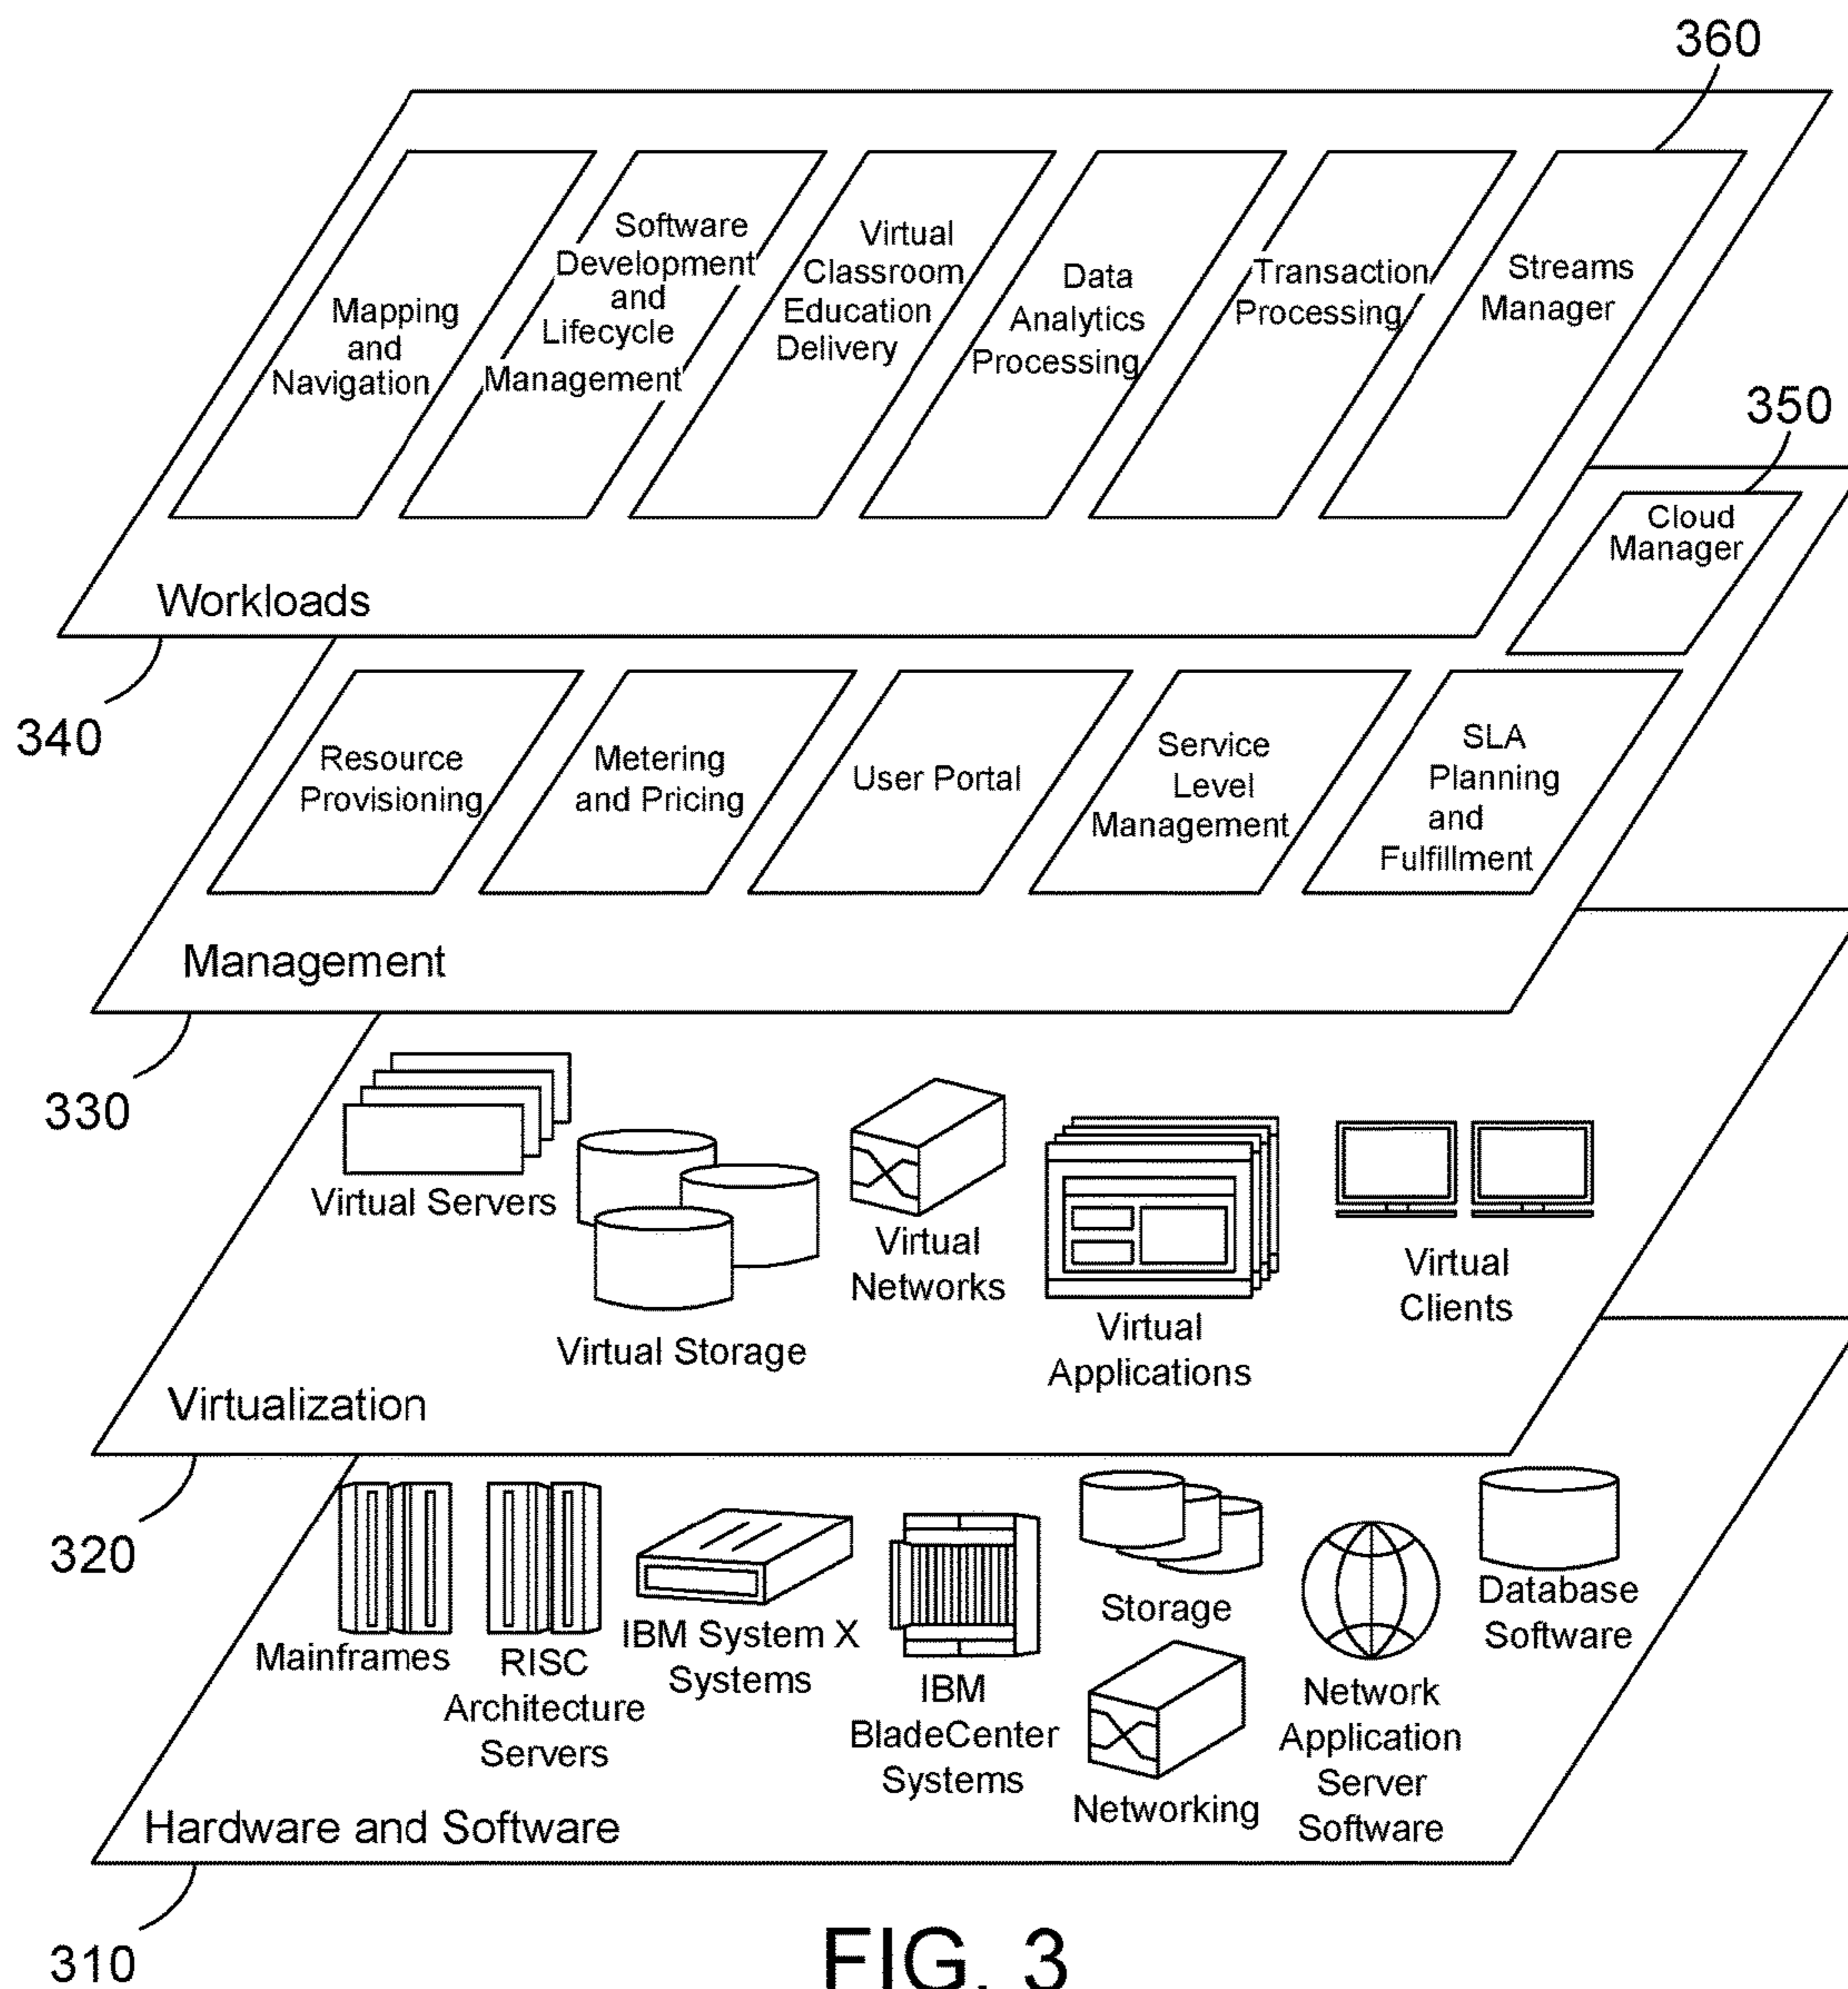 360
Mapping
and
Navigation
Software
Development
and
Lifecycle
Management
Virtual
Classroom
Education
Delivery
Data
Analytics
Processing
Transaction
Processing
Streams
Manager
Workloads
340
350
Cloud
Manager
Resource
Provisioning
Metering
and Pricing
User Portal
Service
Level
Management
SLA
Planning
and
Fulfillment
Management
330
Virtual Servers
Virtual Storage
Virtual
Networks
Virtual
Applications
Virtual
Clients
Virtualization
320
Mainframes
RISC
Architecture
Servers
IBM System X
Systems
IBM
BladeCenter
Systems
Storage
Networking
Network
Application
Server
Software
Database
Software
Hardware and Software
310
FIG. 3